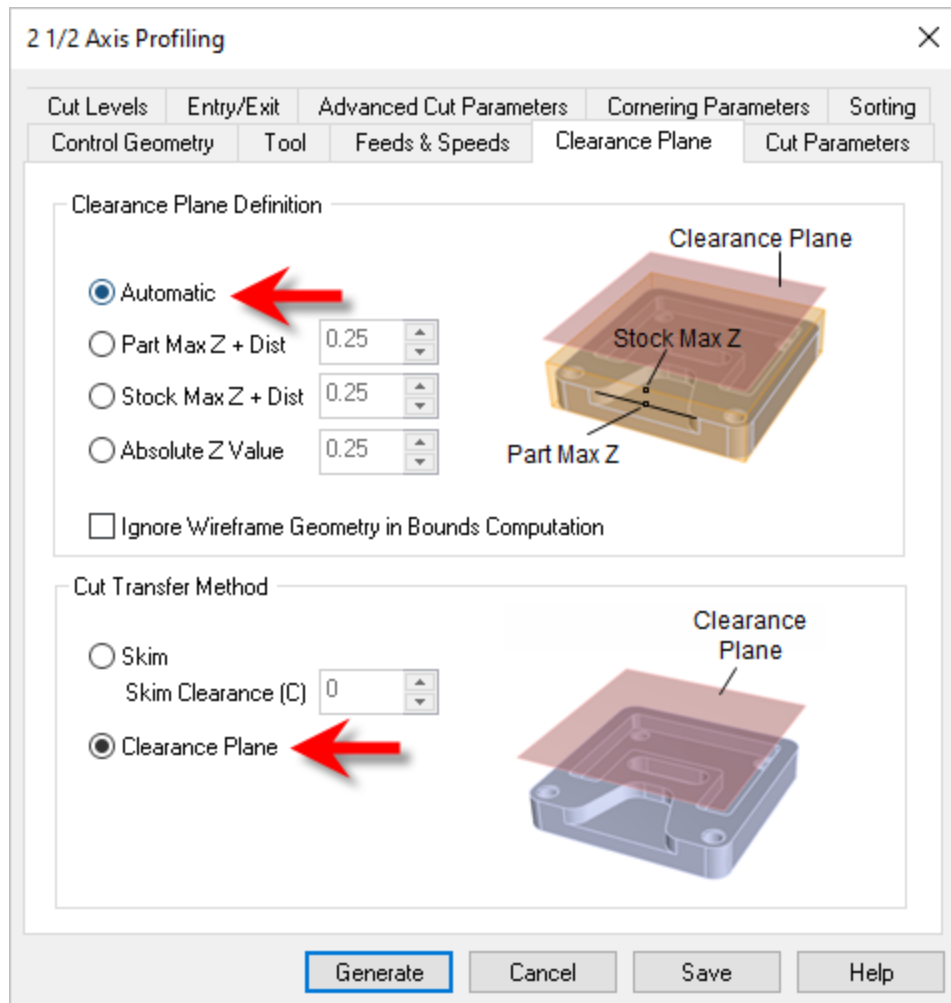 2 1/2 Axis Profiling
Cut Levels Entry/Exit Advanced Cut Parameters Cornering Parameters Sorting
Control Geometry Tool Feeds & Speeds Clearance Plane Cut Parameters
Clearance Plane Definition
Clearance Plane
Automatic
Part Max Z + Dist 0.25
Stock Max Z
Stock Max Z + Dist 0.25
Absolute Z Value 0.25
Part Max Z
Ignore Wireframe Geometry in Bounds Computation
Cut Transfer Method
Clearance
Plane
Skim
Skim Clearance (C) 0
Clearance Plane
Generate Cancel Save Help